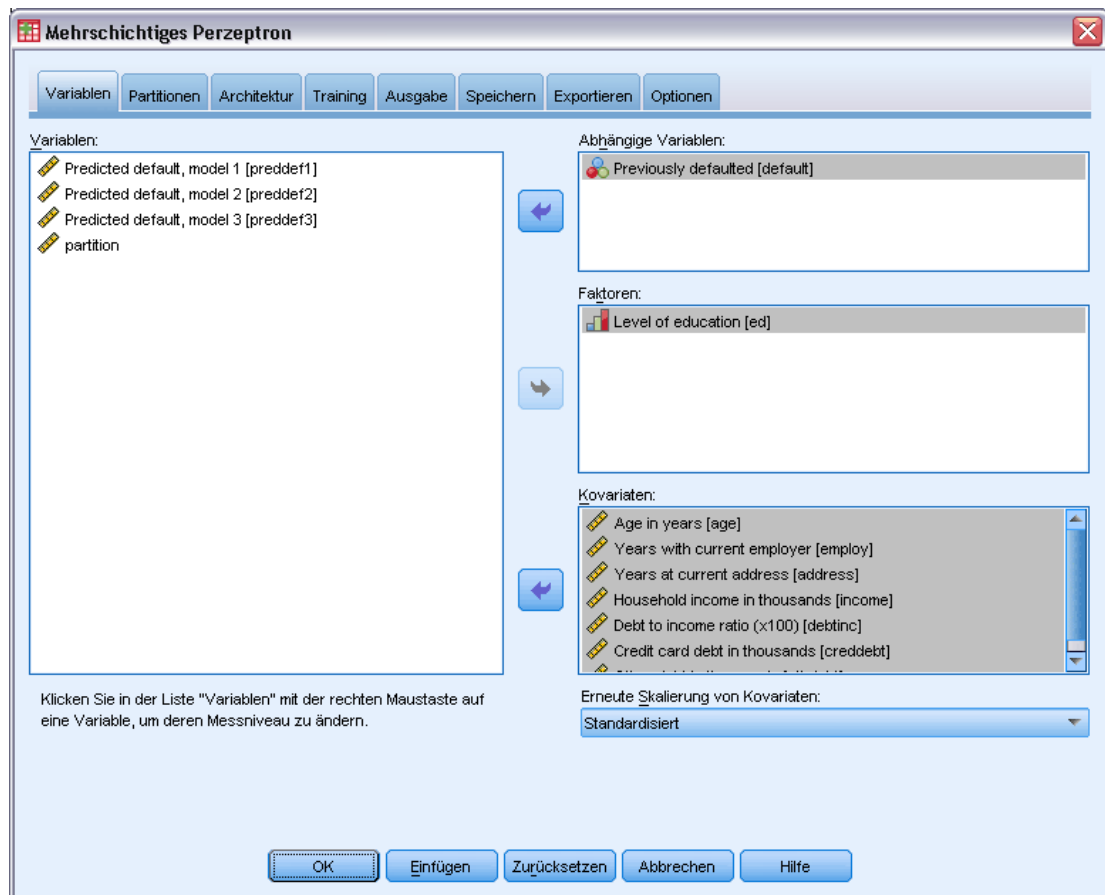 Mehrschichtiges Perzeptron
Variablen Partitionen Architektur Training Ausgabe Speichern Exportieren Optionen
Variablen:
Predicted default, model 1 [preddef1]
Predicted default, model 2 [preddef2]
Predicted default, model 3 [preddef3]
partition
Abhängige Variablen:
Previously defaulted [default]
Faktoren:
Level of education [ed]
Kovariaten:
Age in years [age]
Years with current employer [employ]
Years at current address [address]
Household income in thousands [income]
Debt to income ratio (x100) [debtinc]
Credit card debt in thousands [creddebt]
Klicken Sie in der Liste "Variablen" mit der rechten Maustaste auf
eine Variable, um deren Messniveau zu ändern.
Erneute Skalierung von Kovariaten:
Standardisiert
OK Einfügen Zurücksetzen Abbrechen Hilfe